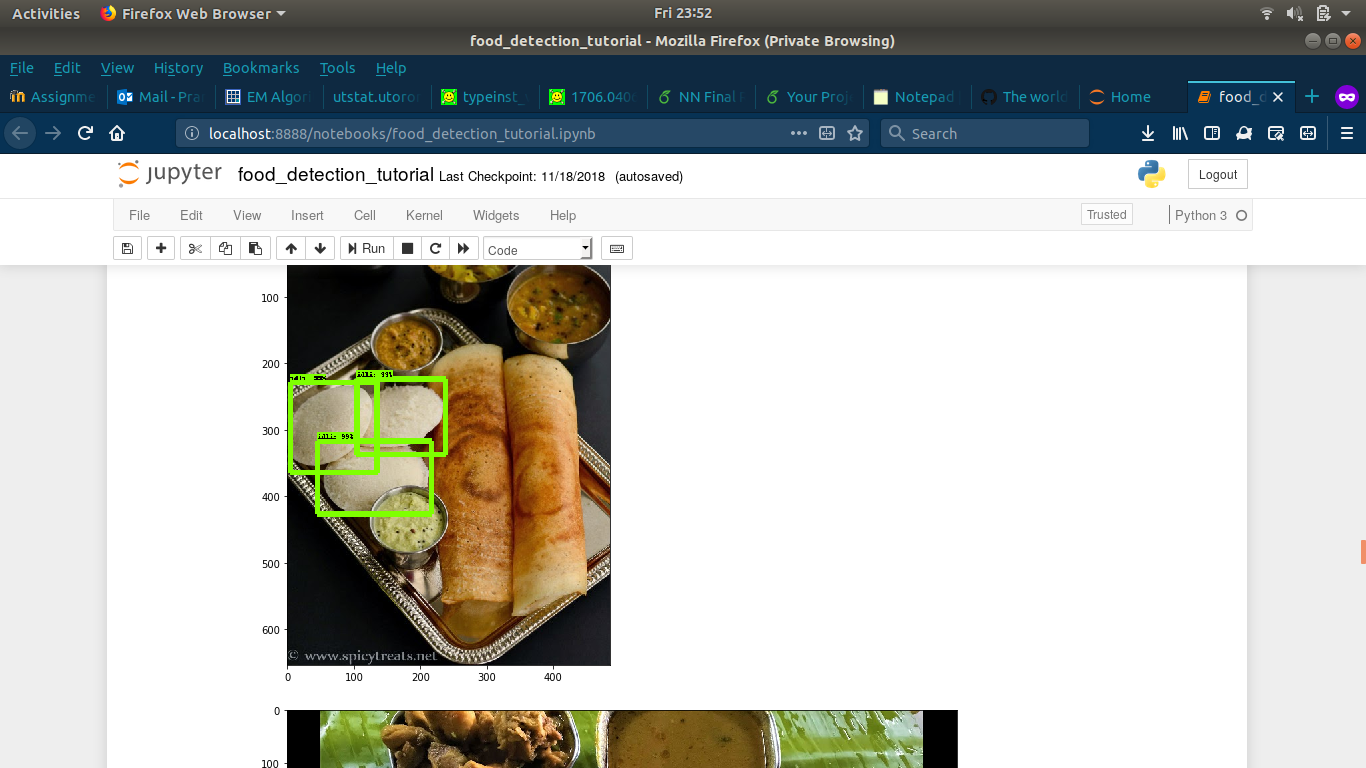 Activities Firefox Web Browser Fri 23:52
food_detection_tutorial - Mozilla Firefox (Private Browsing)
File Edit View History Bookmarks Tools Help
Assignme Mail - Pra EM Algori utstat.utoron typeinst_ 1706.040 NN Final Your Proj Notepad The world Home food_d
localhost:8888/notebooks/food_detection_tutorial.ipynb Search
jupyter food_detection_tutorial Last Checkpoint: 11/18/2018 (autosaved) Logout
File Edit View Insert Cell Kernel Widgets Help Trusted Python 3
Run Code
100
200
idli: 99%
idli: 99%
300
idli: 99%
400
500
600
© www.spicytreats.net
0 100 200 300 400
0
100